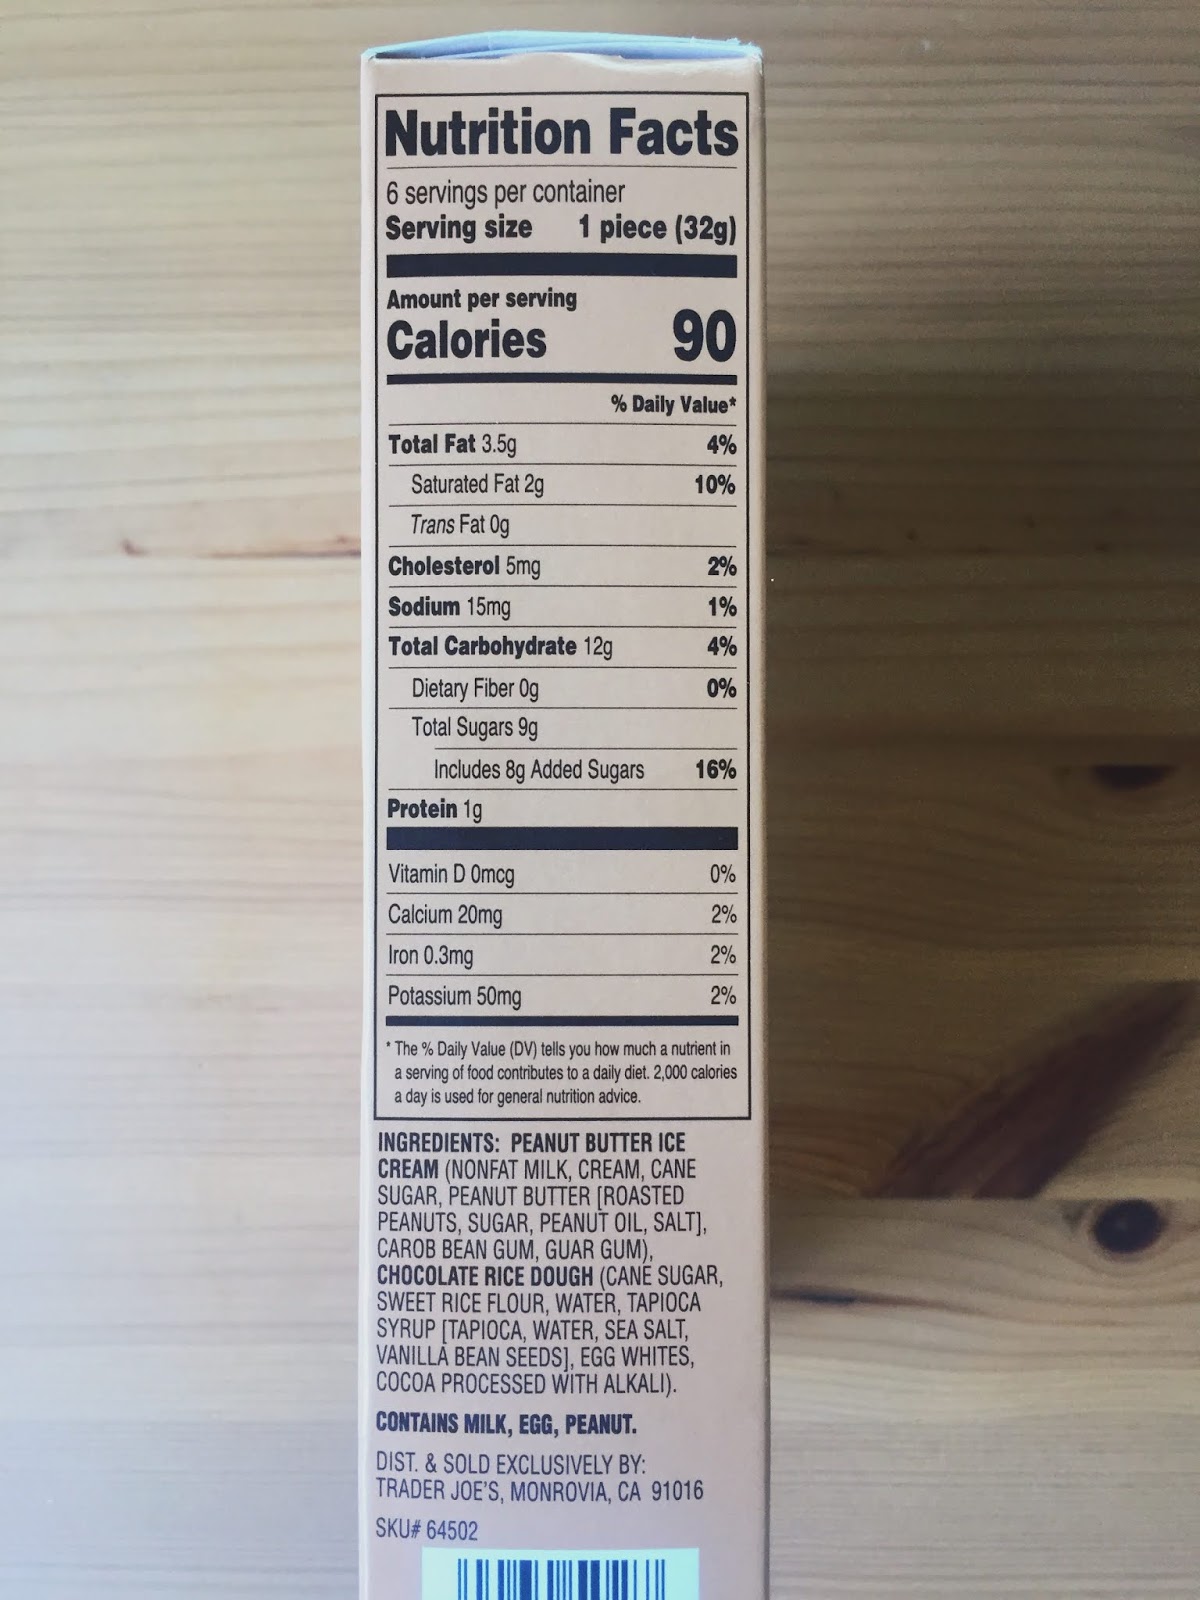 Nutrition Facts
6 servings per container
Serving size 1 piece (32g)
Amount per serving
Calories 90
% Daily Value*
Total Fat 3.5g 4%
Saturated Fat 2g 10%
Trans Fat 0g
Cholesterol 5mg 2%
Sodium 15mg 1%
Total Carbohydrate 12g 4%
Dietary Fiber 0g 0%
Total Sugars 9g
Includes 8g Added Sugars 16%
Protein 1g
Vitamin D 0mcg 0%
Calcium 20mg 2%
Iron 0.3mg 2%
Potassium 50mg 2%
* The % Daily Value (DV) tells you how much a nutrient in
a serving of food contributes to a daily diet. 2,000 calories
a day is used for general nutrition advice.
INGREDIENTS: PEANUT BUTTER ICE
CREAM (NONFAT MILK, CREAM, CANE
SUGAR, PEANUT BUTTER [ROASTED
PEANUTS, SUGAR, PEANUT OIL, SALT],
CAROB BEAN GUM, GUAR GUM),
CHOCOLATE RICE DOUGH (CANE SUGAR,
SWEET RICE FLOUR, WATER, TAPIOCA
SYRUP [TAPIOCA, WATER, SEA SALT,
VANILLA BEAN SEEDS], EGG WHITES,
COCOA PROCESSED WITH ALKALI).
CONTAINS MILK, EGG, PEANUT.
DIST. & SOLD EXCLUSIVELY BY:
TRADER JOE'S, MONROVIA, CA 91016
SKU# 64502